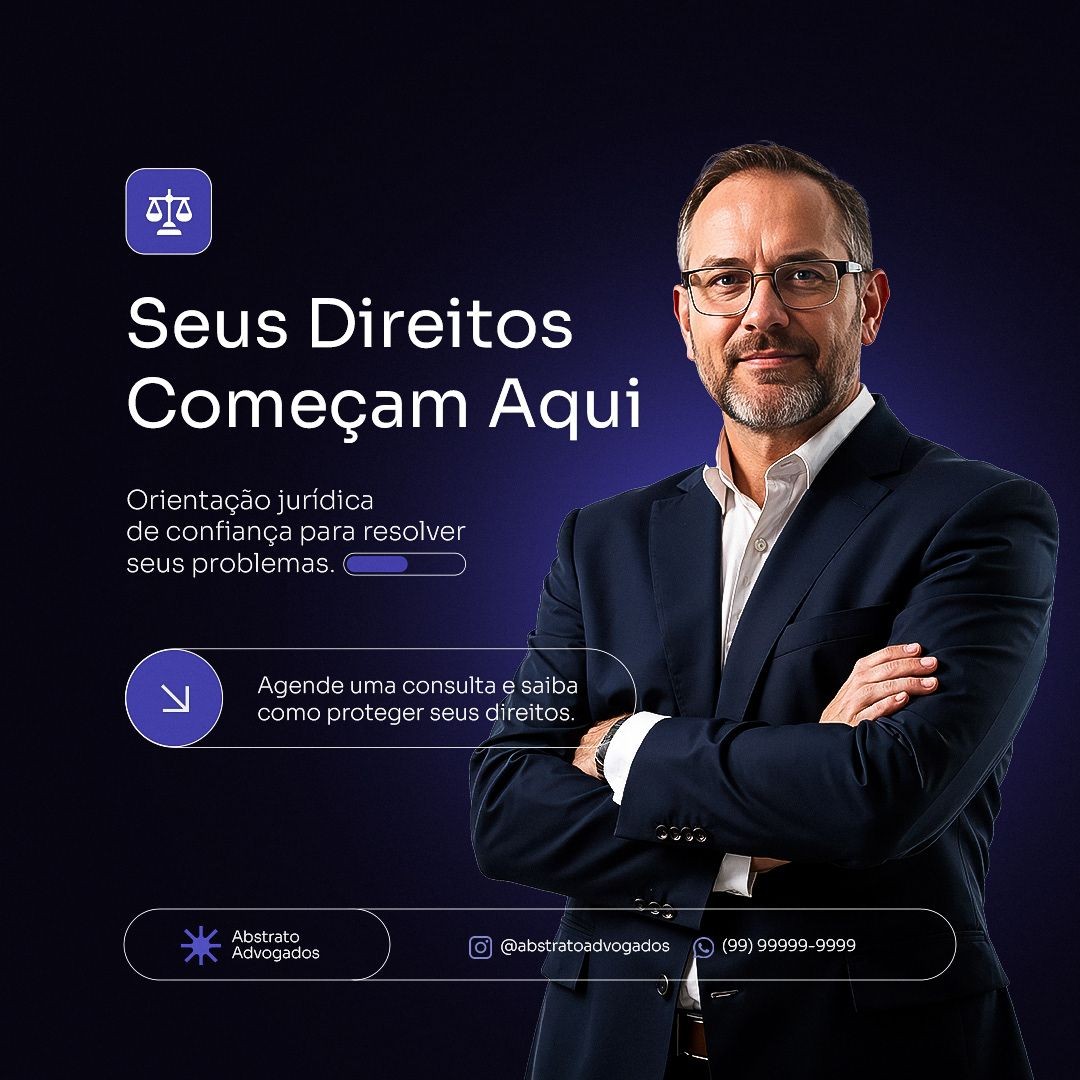 Seus Direitos
Começam Aqui
Orientação jurídica
de confiança para resolver
seus problemas.
Agende uma consulta e saiba
como proteger seus direitos.
Abstrato
Advogados
@abstratoadvogados
(99) 99999-9999